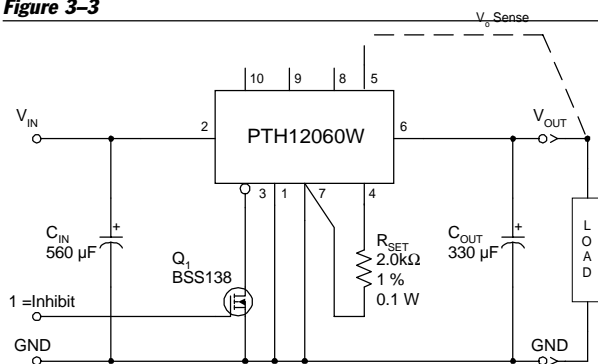 Figure 3–3
Vo Sense
10
9
8
5
VIN
2
PTH12060W
6
VOUT
3
1
7
4
CIN
560 µF
+
Q1
BSS138
RSET
2.0kΩ
1 %
0.1 W
COUT
330 µF
+
L
O
A
D
1 =Inhibit
GND
GND